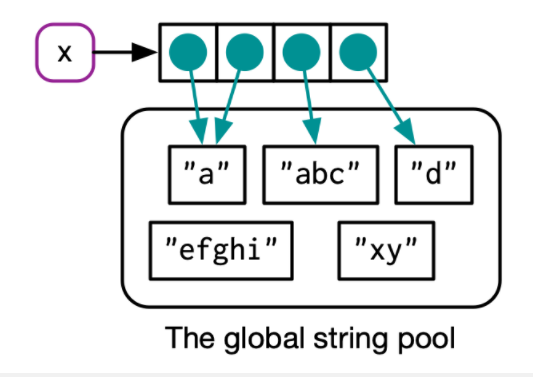 x
"a" "abc" "d"
"efghi" "xy"
The global string pool